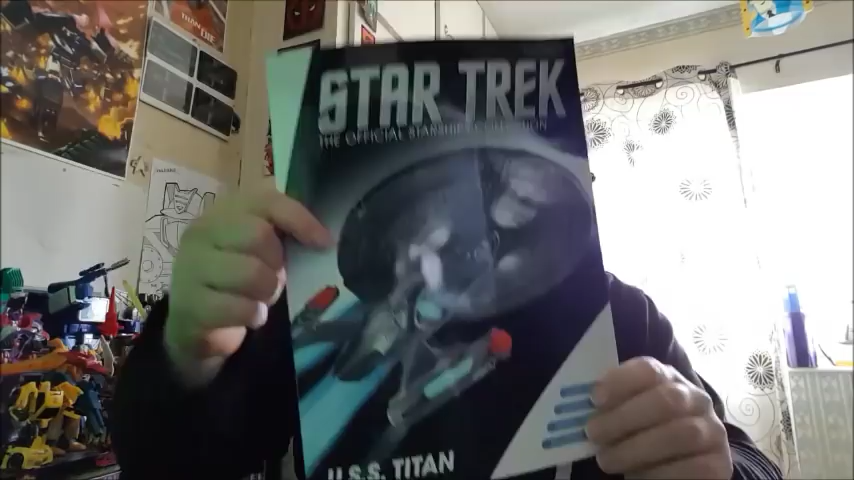 STAR TREK
THE OFFICIAL STARSHIPS COLLECTION
U.S.S. TITAN